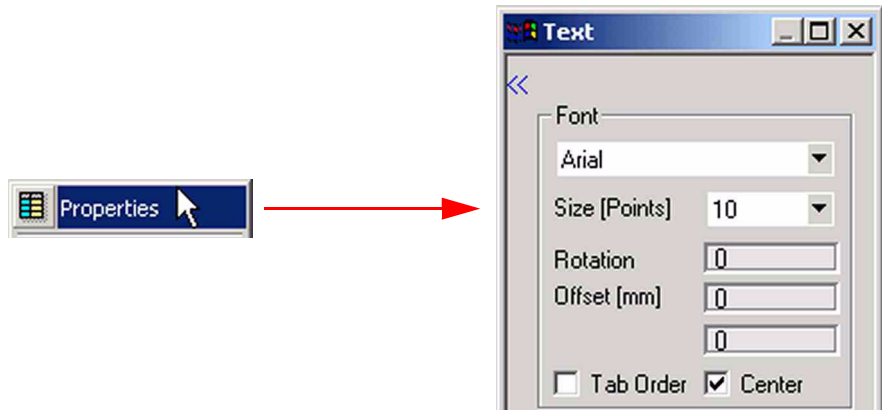 Properties
Text
<<
Font
Arial
Size [Points] 10
Rotation 0
Offset [mm] 0
0
Tab Order Center